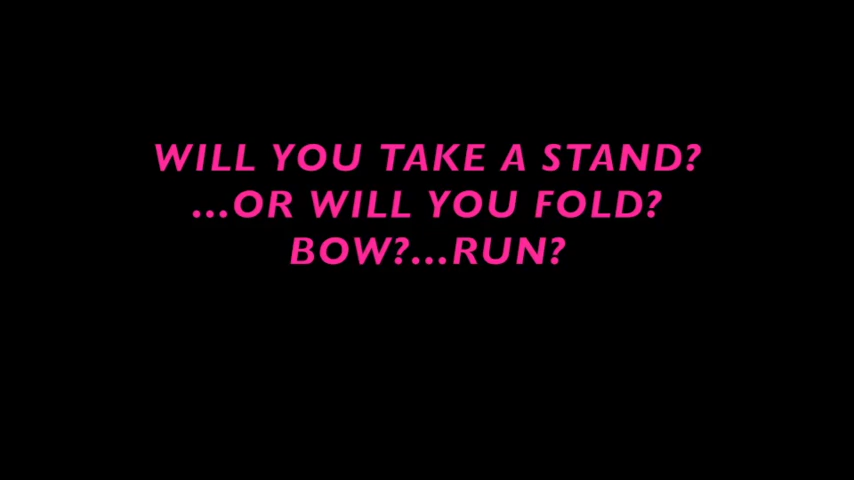 WILL YOU TAKE A STAND?
...OR WILL YOU FOLD?
BOW?...RUN?